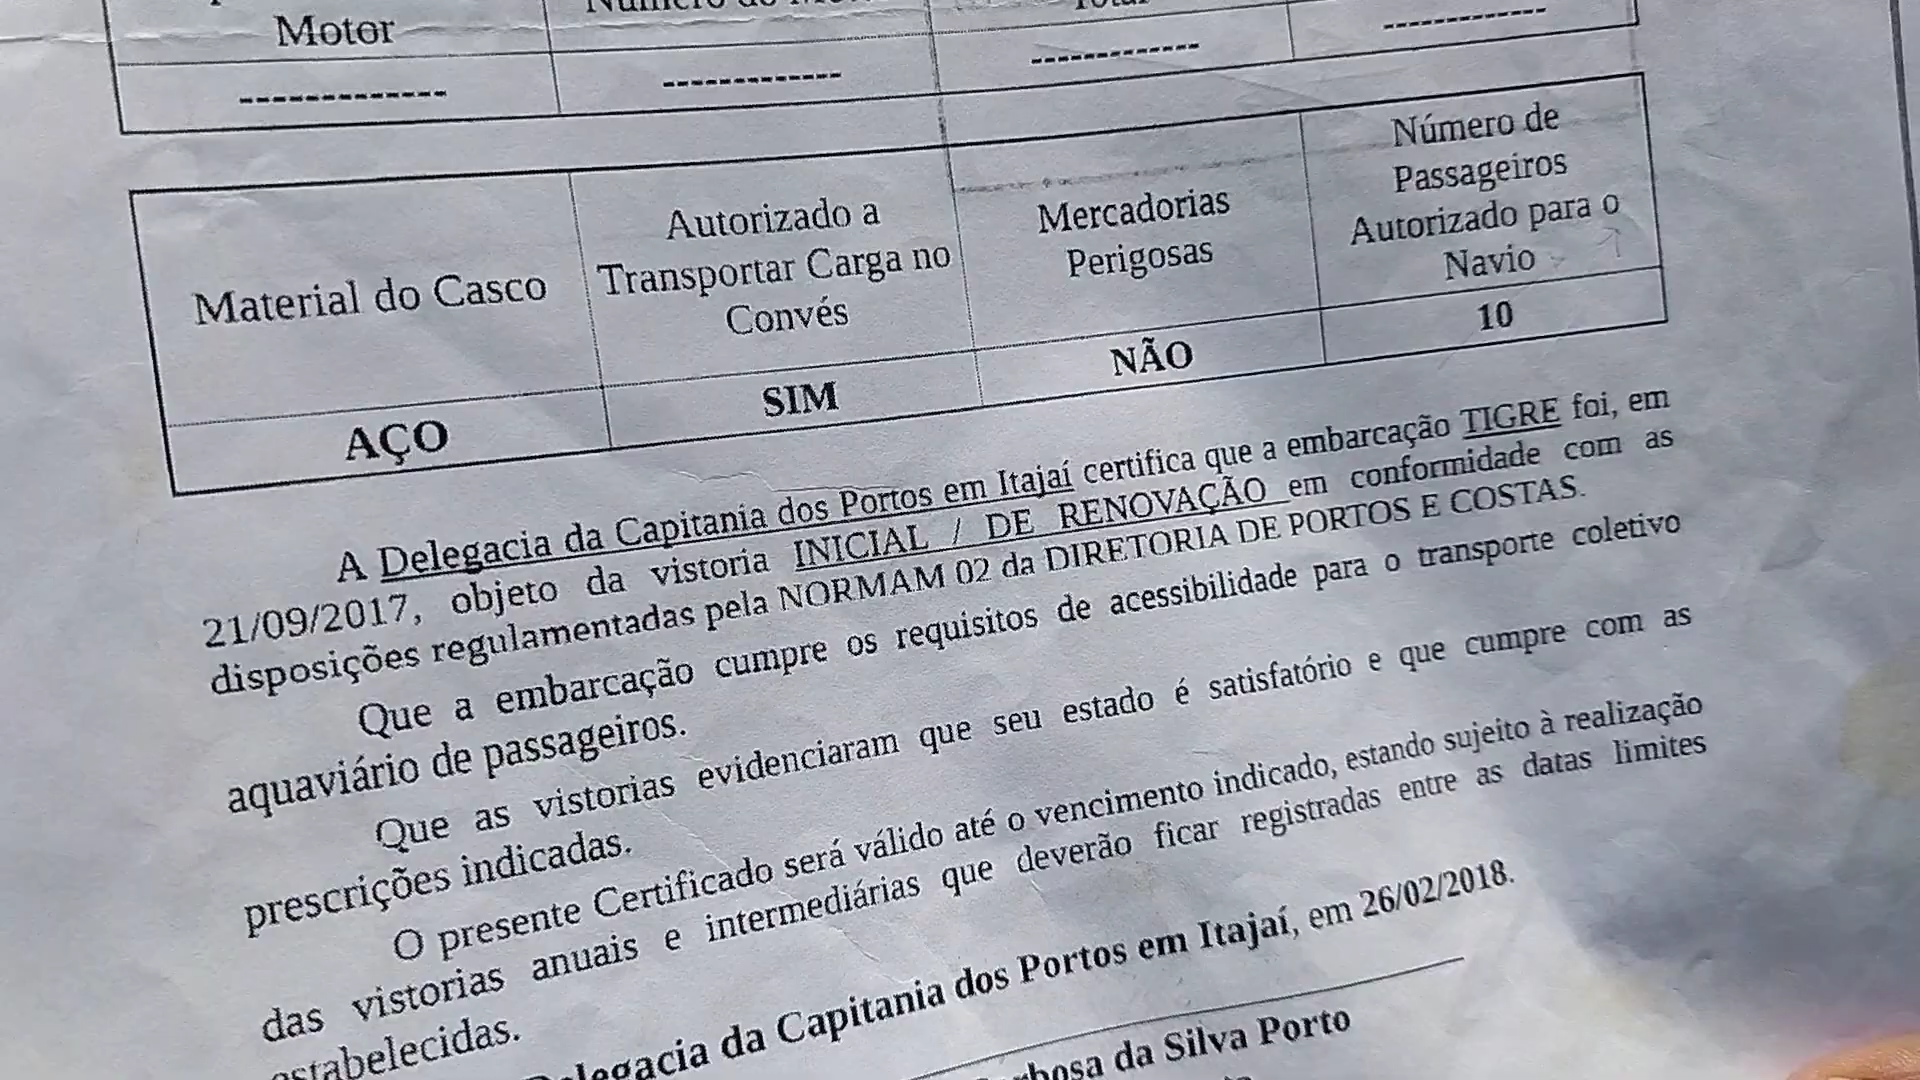 Motor
Total
------------- ------------- ------------- -------------
Material do Casco
Autorizado a
Transportar Carga no
Convés
Mercadorias
Perigosas
Número de
Passageiros
Autorizado para o
Navio
AÇO
SIM
NÃO
10
A Delegacia da Capitania dos Portos em Itajaí certifica que a embarcação TIGRE foi, em
21/09/2017, objeto da vistoria INICIAL / DE RENOVAÇÃO em conformidade com as
disposições regulamentadas pela NORMAM 02 da DIRETORIA DE PORTOS E COSTAS.
Que a embarcação cumpre os requisitos de acessibilidade para o transporte coletivo
aquaviário de passageiros.
Que as vistorias evidenciaram que seu estado é satisfatório e que cumpre com as
prescrições indicadas.
O presente Certificado será válido até o vencimento indicado, estando sujeito à realização
das vistorias anuais e intermediárias que deverão ficar registradas entre as datas limites
estabelecidas.
Delegacia da Capitania dos Portos em Itajaí, em 26/02/2018.
da Silva Porto